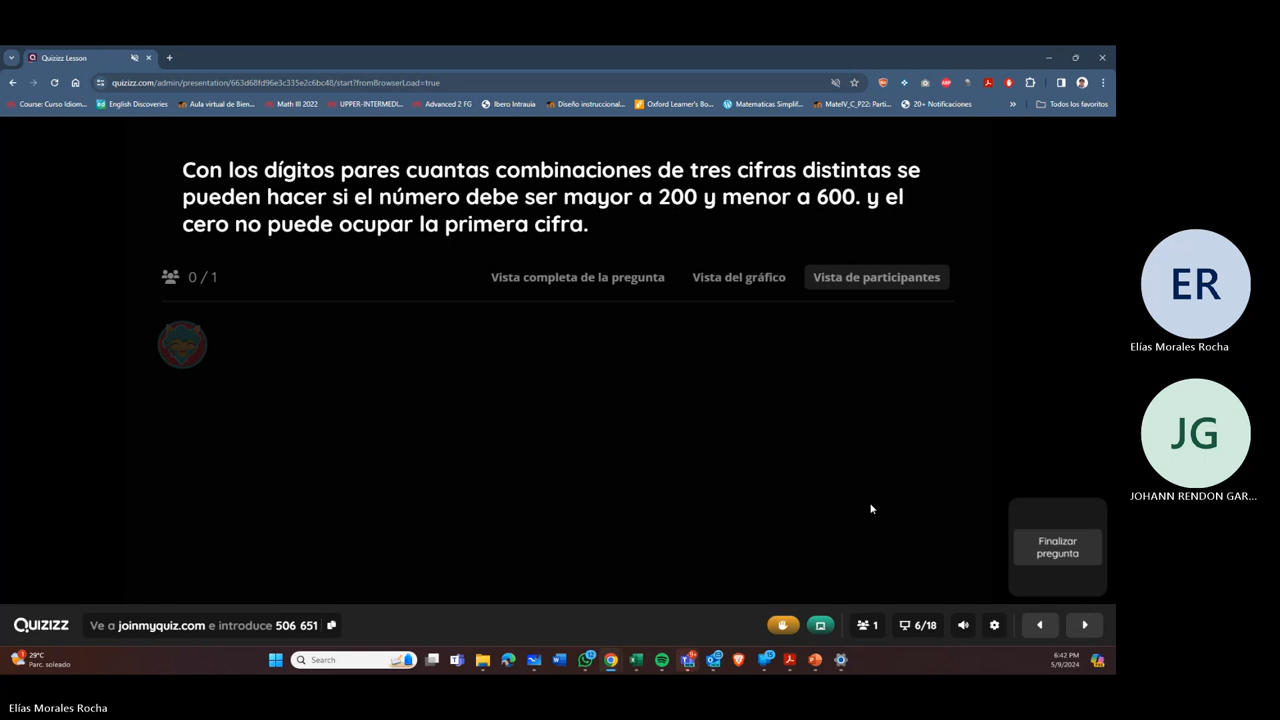 Quizizz Lesson
quizizz.com/admin/presentation/663d68fd96e3c335e2c6bc48/start?fromBrowserLoad=true
Course: Curso Idiom...
English Discoveries
Aula virtual de Bien...
Math III 2022
UPPER-INTERMEDI...
Advanced 2 FG
Ibero Intrauia
Diseño instruccional...
Oxford Learner's Bo...
Matematicas Simplif...
MateIV_C_P22: Parti...
20+ Notificaciones
»
Todos los favoritos
Con los dígitos pares cuantas combinaciones de tres cifras distintas se
pueden hacer si el número debe ser mayor a 200 y menor a 600. y el
cero no puede ocupar la primera cifra.
0 / 1
Vista completa de la pregunta
Vista del gráfico
Vista de participantes
Finalizar
pregunta
QUIZIZZ
Ve a joinmyquiz.com e introduce 506 651
1
6/18
29°C
Parc. soleado
Search
6:42 PM
5/9/2024
ER
Elías Morales Rocha
JG
JOHANN RENDON GAR...
Elías Morales Rocha